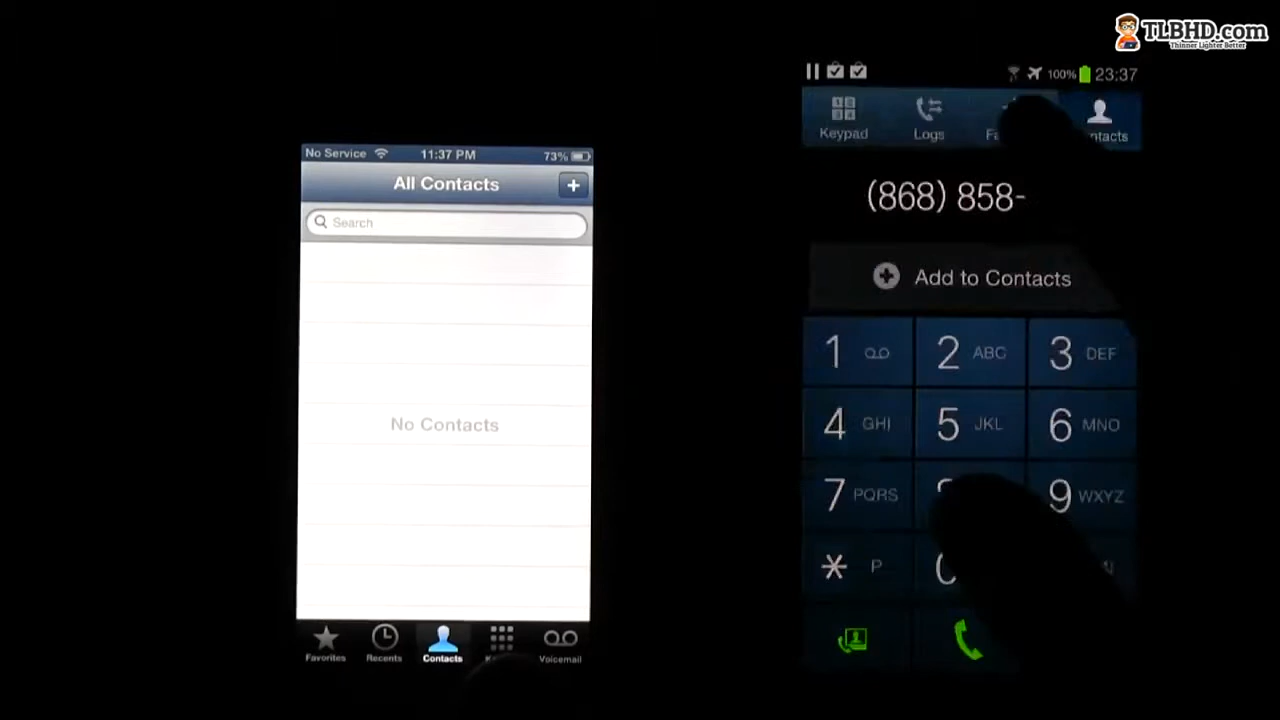 TLBHD.com
Thinner Lighter Better
No Service 11:37 PM 73%
All Contacts
+
Search
No Contacts
Favorites Recents Contacts Voicemail
100% 23:37
Keypad Logs
(868) 858-
Add to Contacts
1 2 ABC 3 DEF
4 GHI 5 JKL 6 MNO
7 PQRS 9 WXYZ
* P